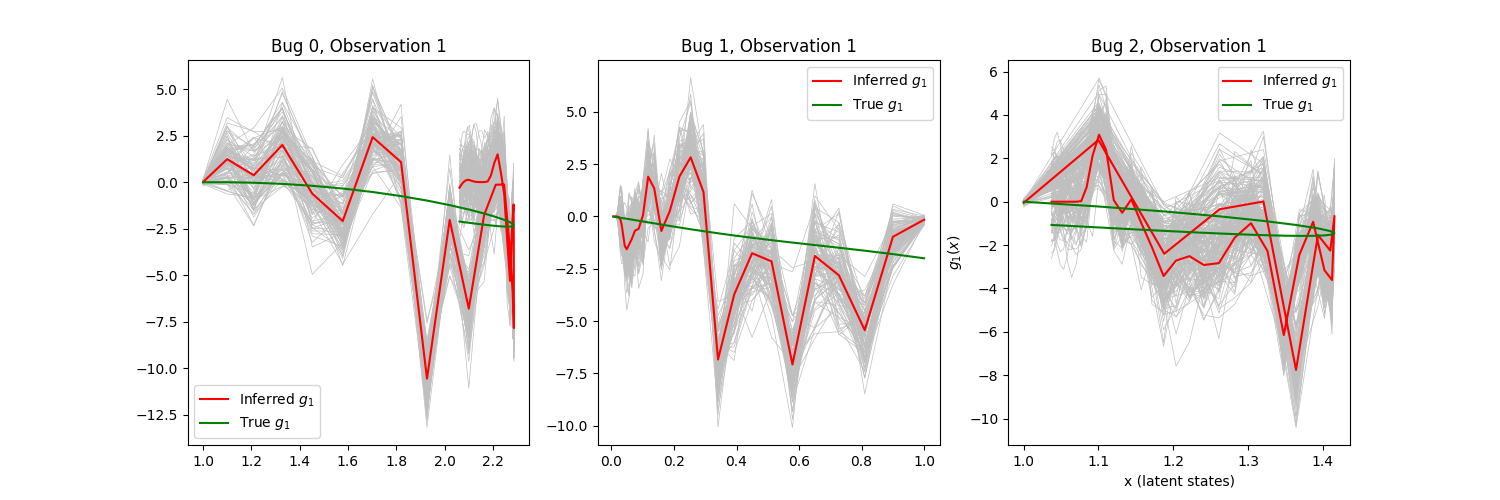 Bug 0, Observation 1
5.0
2.5
0.0
−2.5
−5.0
−7.5
−10.0
−12.5
Inferred g₁
True g₁
1.0 1.2 1.4 1.6 1.8 2.0 2.2
Bug 1, Observation 1
Inferred g₁
True g₁
5.0
2.5
0.0
−2.5
−5.0
−7.5
−10.0
0.0 0.2 0.4 0.6 0.8 1.0
Bug 2, Observation 1
Inferred g₁
True g₁
g₁(x)
6
4
2
0
−2
−4
−6
−8
−10
1.0 1.1 1.2 1.3 1.4
x (latent states)